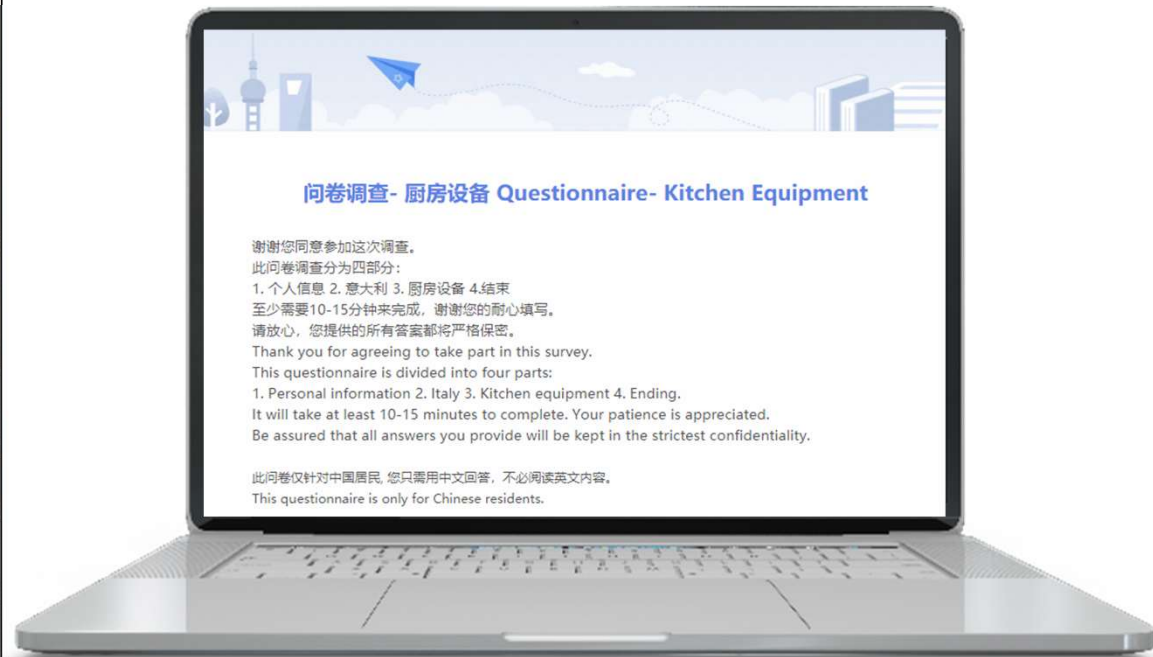 问卷调查- 厨房设备 Questionnaire- Kitchen Equipment
谢谢您同意参加这次调查。
此问卷调查分为四部分：
1. 个人信息 2. 意大利 3. 厨房设备 4.结束
至少需要10-15分钟来完成，谢谢您的耐心填写。
请放心，您提供的所有答案都将严格保密。
Thank you for agreeing to take part in this survey.
This questionnaire is divided into four parts:
1. Personal information 2. Italy 3. Kitchen equipment 4. Ending.
It will take at least 10-15 minutes to complete. Your patience is appreciated.
Be assured that all answers you provide will be kept in the strictest confidentiality.
此问卷仅针对中国居民, 您只需用中文回答，不必阅读英文内容。
This questionnaire is only for Chinese residents.